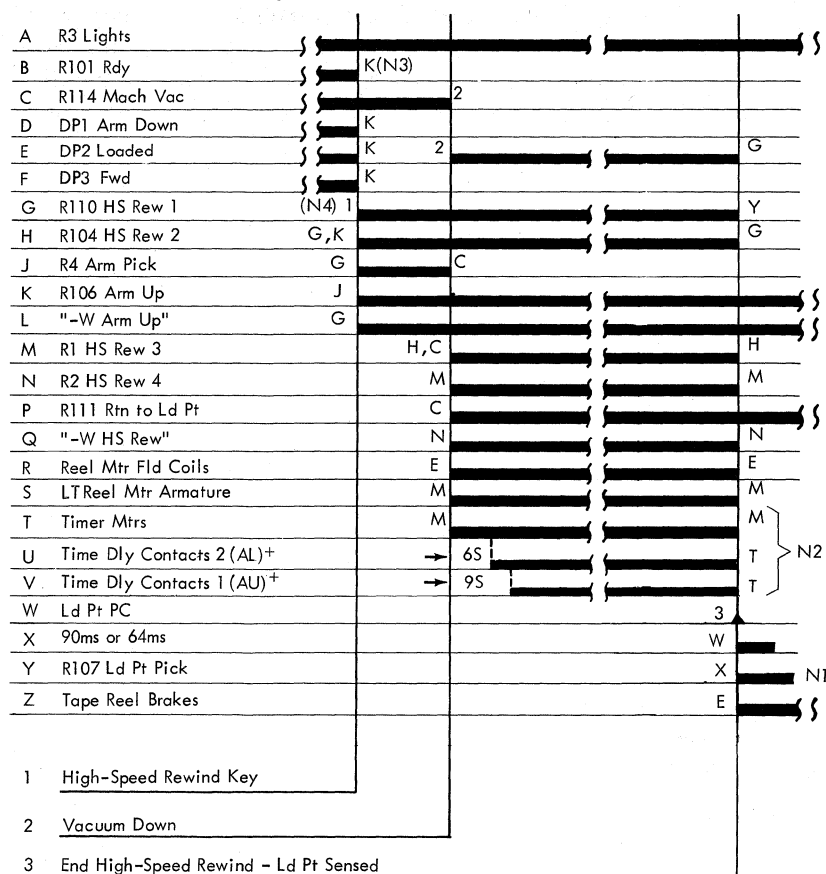 A R3 Lights
B R101 Rdy K(N3)
C R114 Mach Vac 2
D DP1 Arm Down K
E DP2 Loaded K 2 G
F DP3 Fwd K
G R110 HS Rew 1 (N4) 1 Y
H R104 HS Rew 2 G,K G
J R4 Arm Pick G C
K R106 Arm Up J
L "-W Arm Up" G
M R1 HS Rew 3 H,C H
N R2 HS Rew 4 M M
P R111 Rtn to Ld Pt C
Q "-W HS Rew" N N
R Reel Mtr Fld Coils E E
S LTReel Mtr Armature M M
T Timer Mtrs M M
U Time Dly Contacts 2 (AL)+ → 6S T N2
V Time Dly Contacts 1 (AU)+ → 9S T
W Ld Pt PC 3
X 90ms or 64ms W
Y R107 Ld Pt Pick X N1
Z Tape Reel Brakes E
1 High-Speed Rewind Key
2 Vacuum Down
3 End High-Speed Rewind - Ld Pt Sensed